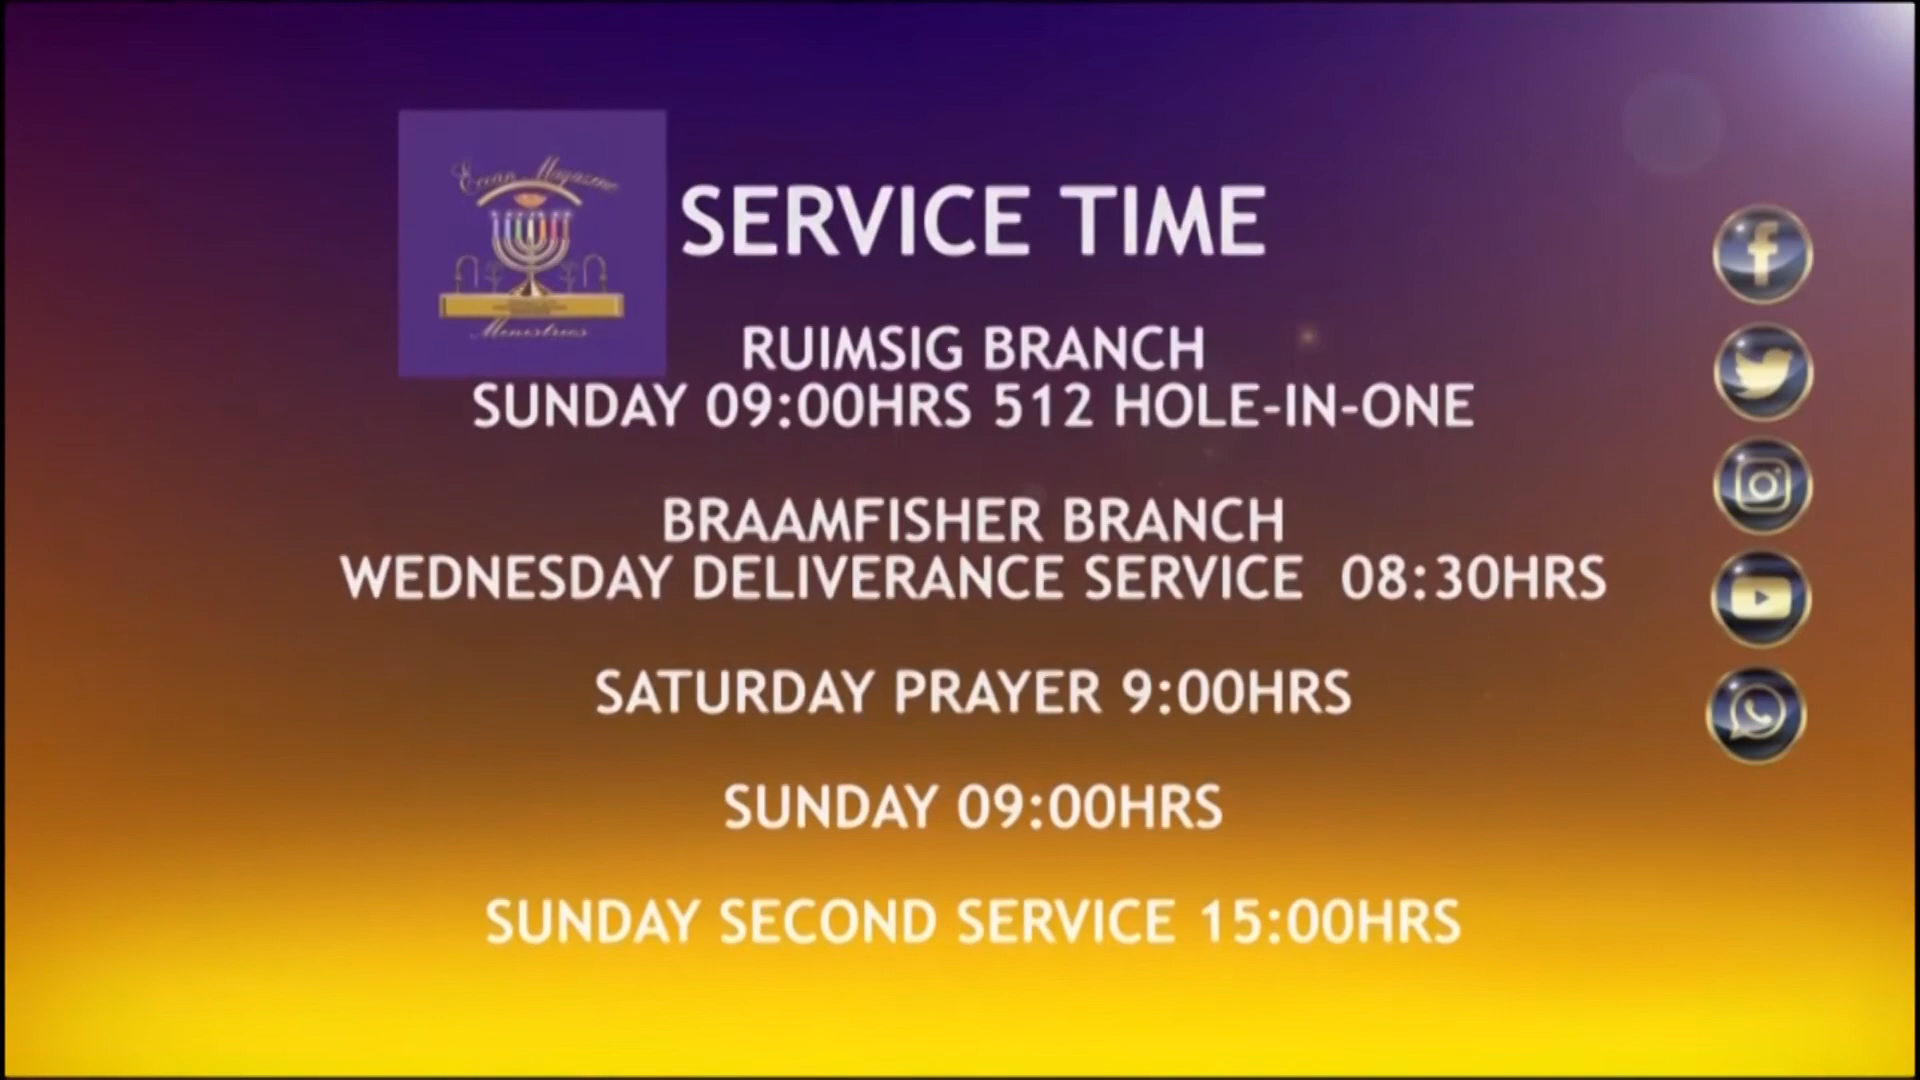 Ministries
SERVICE TIME
RUIMSIG BRANCH
SUNDAY 09:00HRS 512 HOLE-IN-ONE
BRAAMFISHER BRANCH
WEDNESDAY DELIVERANCE SERVICE 08:30HRS
SATURDAY PRAYER 9:00HRS
SUNDAY 09:00HRS
SUNDAY SECOND SERVICE 15:00HRS